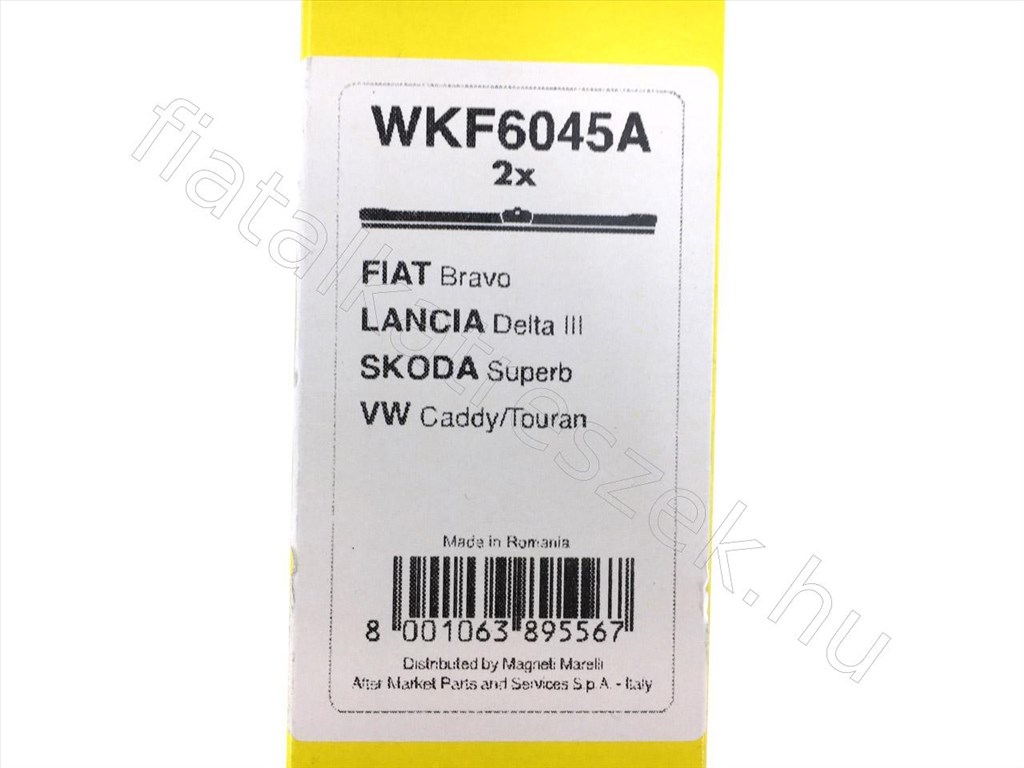 WKF6045A
2x
FIAT Bravo
LANCIA Delta III
SKODA Superb
VW Caddy/Touran
Made in Romania
8 001063 895567
Distributed by Magneti Marelli
After Market Parts and Services S.p.A. - Italy
fiatalkatreszek.hu